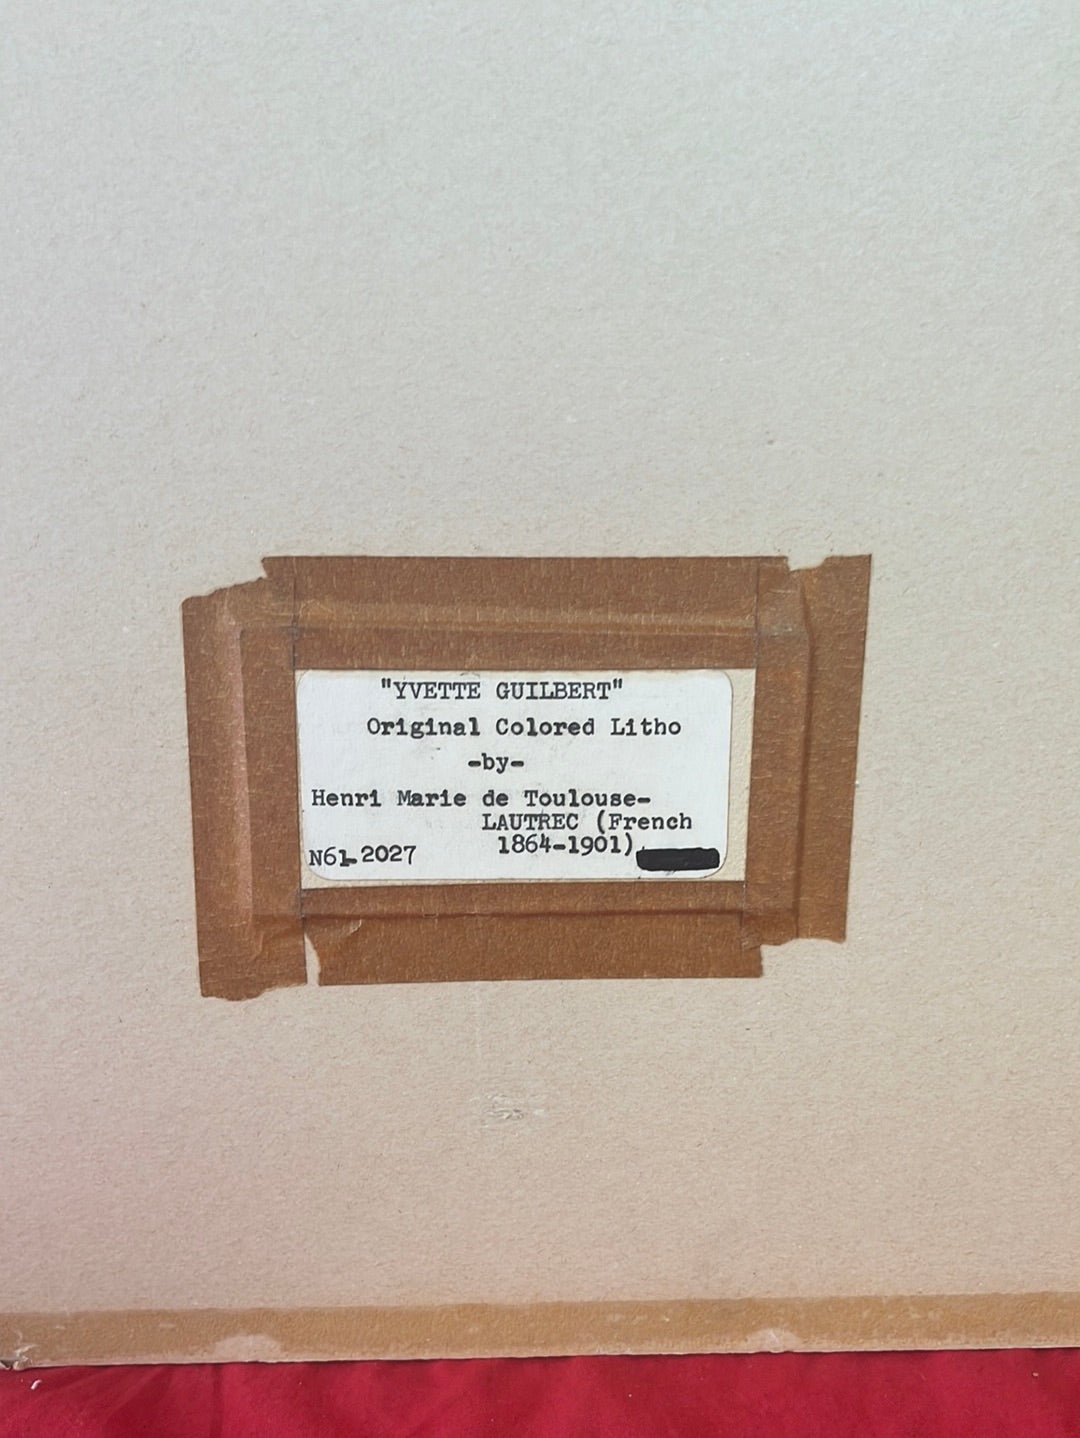 "YVETTE GUILBERT"
Original Colored Litho
-by-
Henri Marie de Toulouse-
LAUTREC (French
1864-1901)
N61-2027